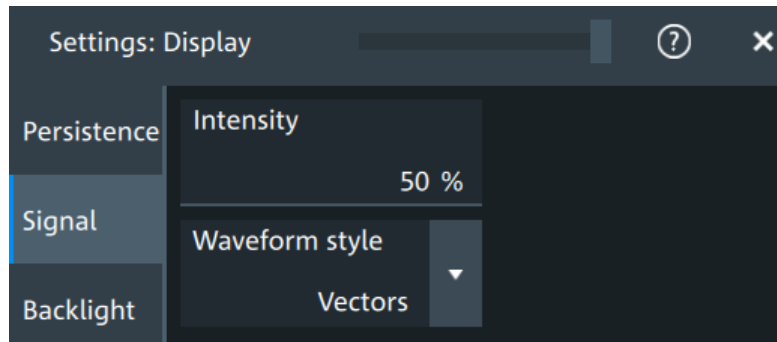 Settings: Display
?
×
Persistence
Signal
Backlight
Intensity
50 %
Waveform style
Vectors